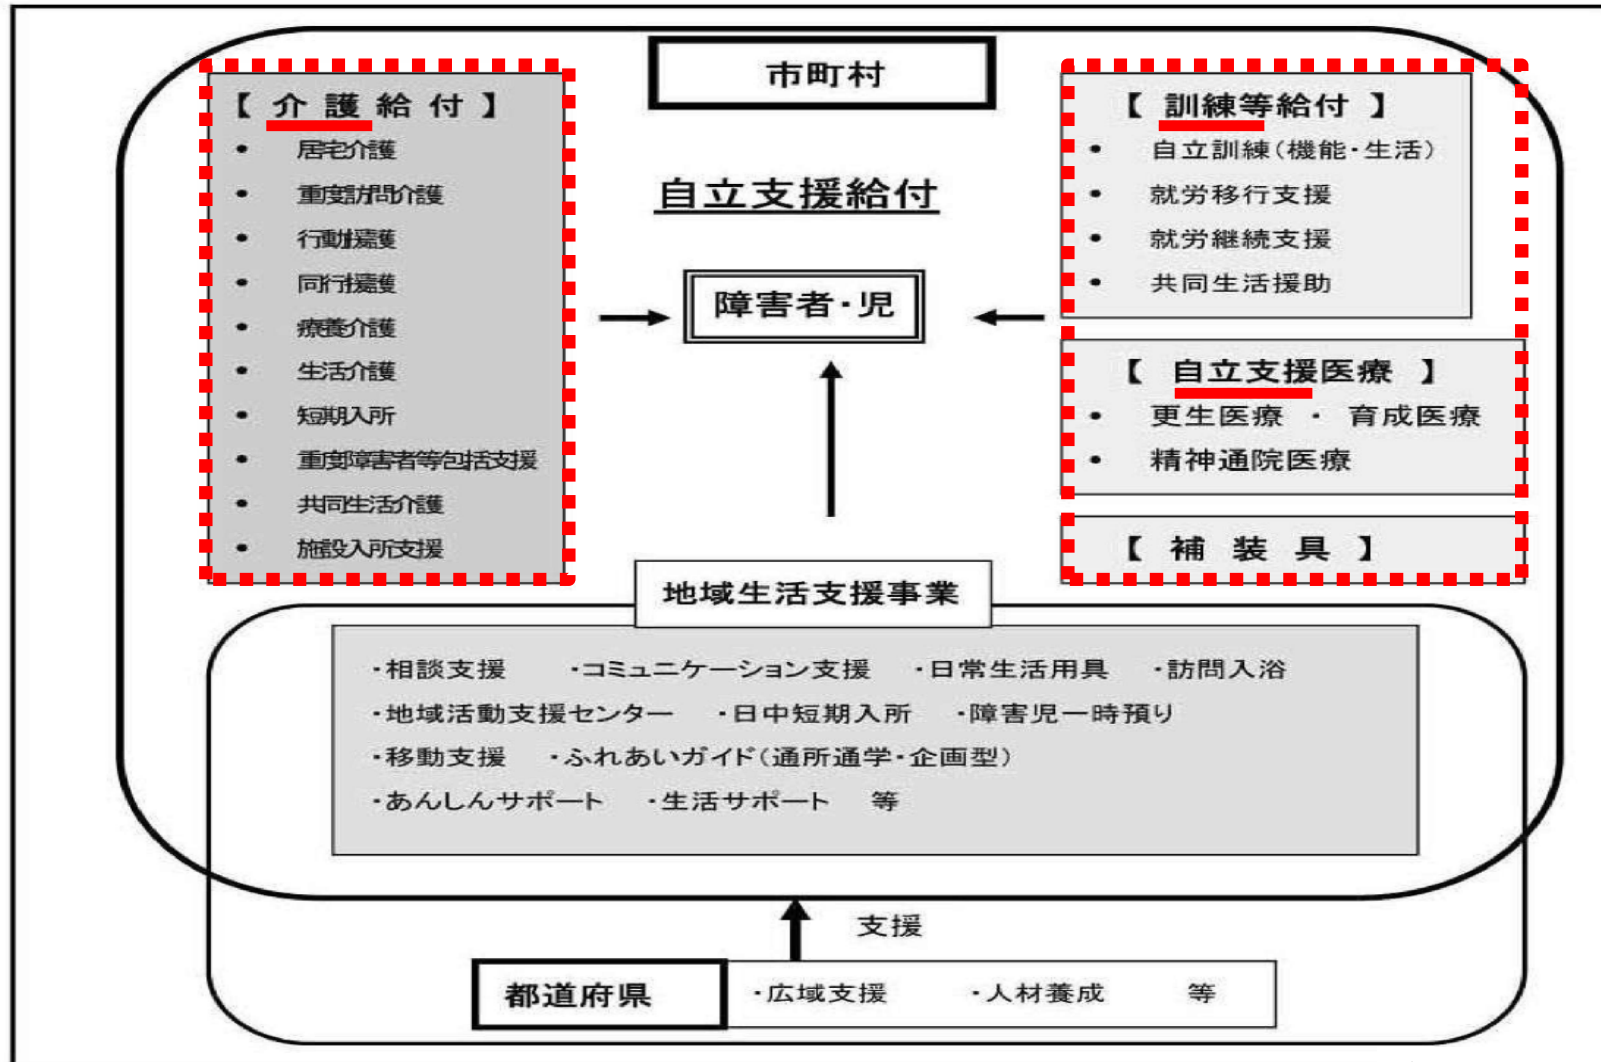 市町村
【 介 護 給 付 】
• 居宅介護
• 重度訪問介護
• 行動援護
• 同行援護
• 療養介護
• 生活介護
• 短期入所
• 重度障害者等包括支援
• 共同生活介護
• 施設入所支援
自立支援給付
障害者・児
【 訓練等給付 】
• 自立訓練（機能・生活）
• 就労移行支援
• 就労継続支援
• 共同生活援助
【 自立支援医療 】
• 更生医療 ・ 育成医療
• 精神通院医療
【 補 装 具 】
地域生活支援事業
・相談支援 ・コミュニケーション支援 ・日常生活用具 ・訪問入浴
・地域活動支援センター ・日中短期入所 ・障害児一時預り
・移動支援 ・ふれあいガイド（通所通学・企画型）
・あんしんサポート ・生活サポート 等
支援
都道府県
・広域支援 ・人材養成 等